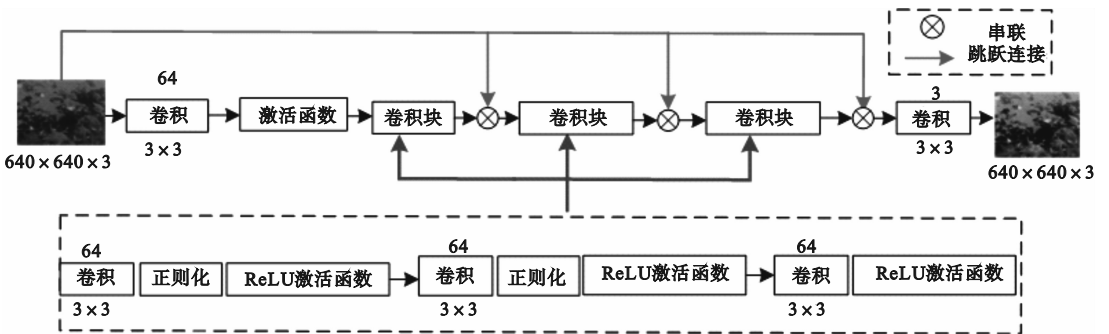 串联
跳跃连接
64
卷积
3×3
激活函数
卷积块
卷积块
卷积块
3
卷积
3×3
640×640×3
640×640×3
64
卷积
3×3
正则化
ReLU激活函数
64
卷积
3×3
正则化
ReLU激活函数
64
卷积
3×3
ReLU激活函数